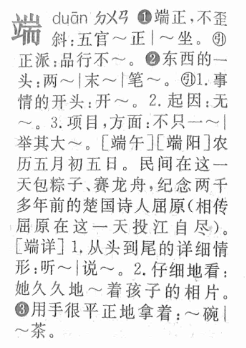 端 duān ㄉㄨㄢ ❶端正,不歪
斜:五官～正|～坐。㊁
正派:品行不～。❷东西的一
头:两～|末～|笔～。㊁1.事
情的开头:开～。2.起因:无
～。3.项目,方面:不只一～|
举其大～。[端午][端阳]农
历五月初五日。民间在这一
天包粽子、赛龙舟,纪念两千
多年前的楚国诗人屈原(相传
屈原在这一天投江自尽)。
[端详]1.从头到尾的详细情
形:听～|说～。2.仔细地看:
她久久地～着孩子的相片。
❸用手很平正地拿着:～碗|
～茶。